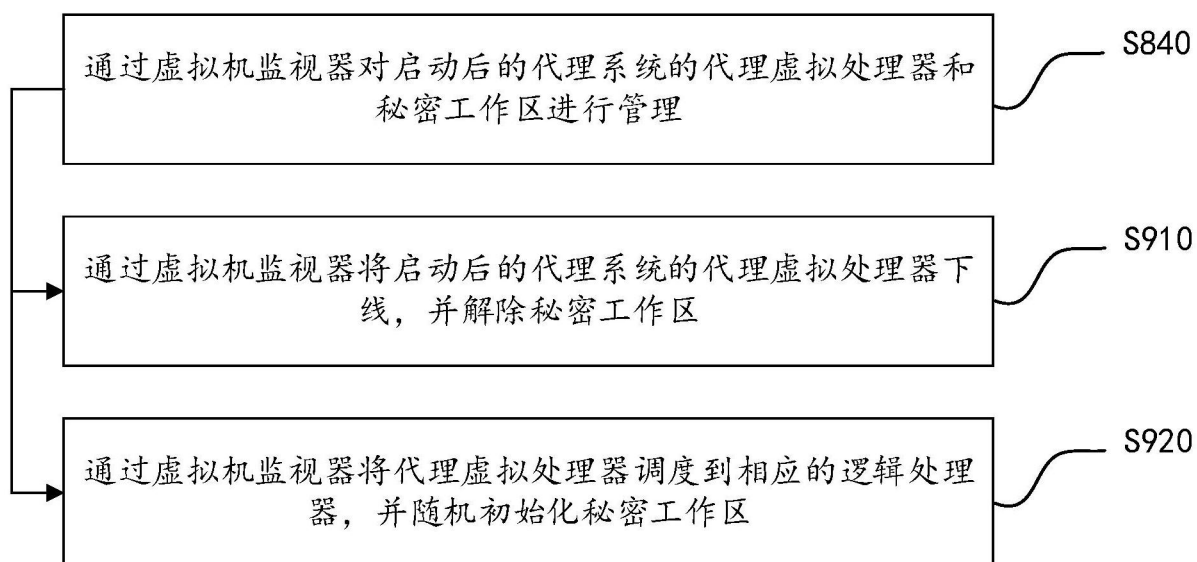 通过虚拟机监视器对启动后的代理系统的代理虚拟处理器和
秘密工作区进行管理
S840
通过虚拟机监视器将启动后的代理系统的代理虚拟处理器下
线，并解除秘密工作区
S910
通过虚拟机监视器将代理虚拟处理器调度到相应的逻辑处理
器，并随机初始化秘密工作区
S920